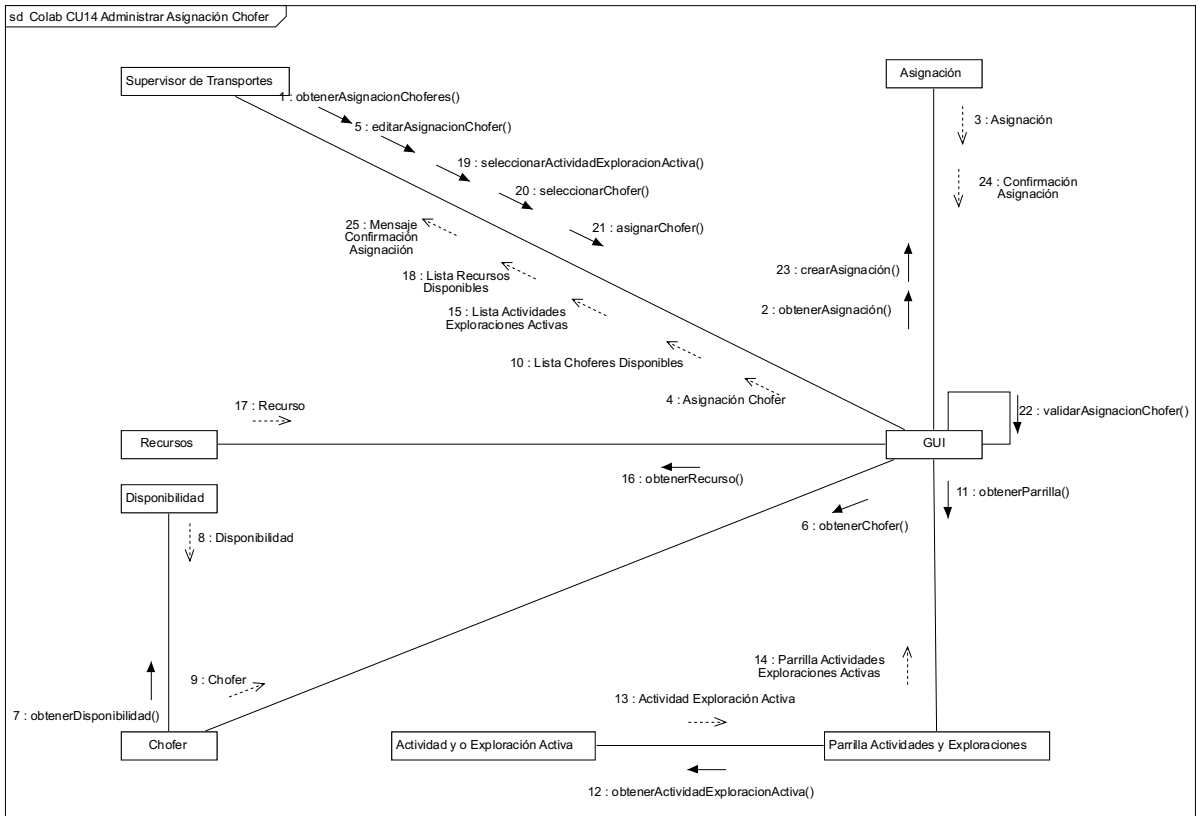 sd Colab CU14 Administrar Asignación Chofer
Supervisor de Transportes
Asignación
1 : obtenerAsignacionChoferes()
5 : editarAsignacionChofer()
3 : Asignación
19 : seleccionarActividadExploracionActiva()
20 : seleccionarChofer()
24 : Confirmación
Asignación
21 : asignarChofer()
25 : Mensaje
Confirmación
Asignaciión
18 : Lista Recursos
Disponibles
23 : crearAsignación()
15 : Lista Actividades
Exploraciones Activas
2 : obtenerAsignación()
10 : Lista Choferes Disponibles
4 : Asignación Chofer
17 : Recurso
22 : validarAsignacionChofer()
Recursos
GUI
16 : obtenerRecurso()
11 : obtenerParrilla()
Disponibilidad
6 : obtenerChofer()
8 : Disponibilidad
14 : Parrilla Actividades
Exploraciones Activas
9 : Chofer
13 : Actividad Exploración Activa
7 : obtenerDisponibilidad()
Chofer
Actividad y o Exploración Activa
Parrilla Actividades y Exploraciones
12 : obtenerActividadExploracionActiva()